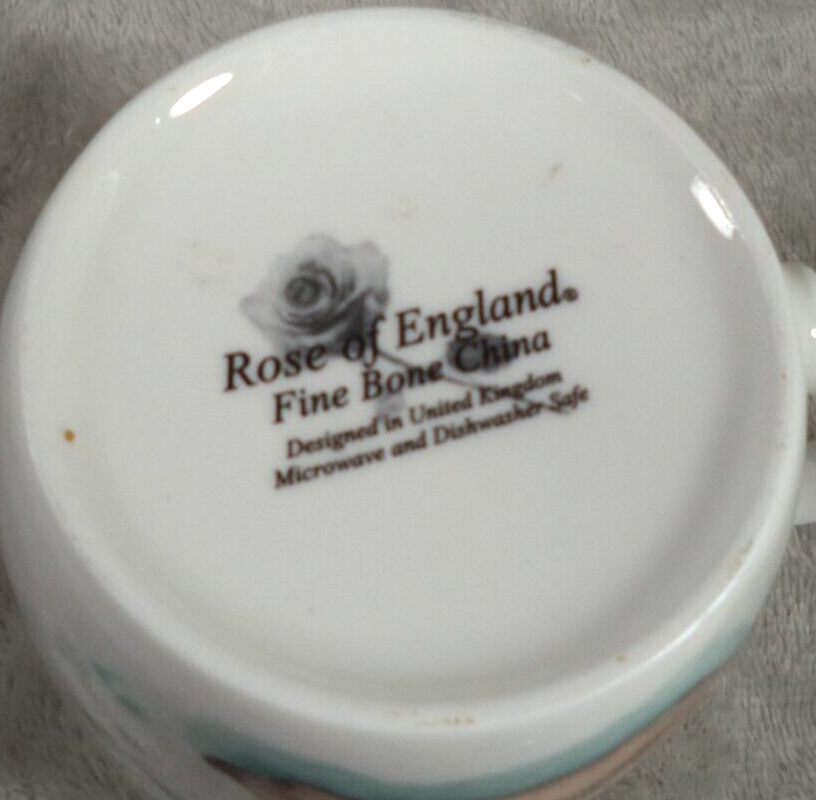 Rose of England®
Fine Bone China
Designed in United Kingdom
Microwave and Dishwasher Safe